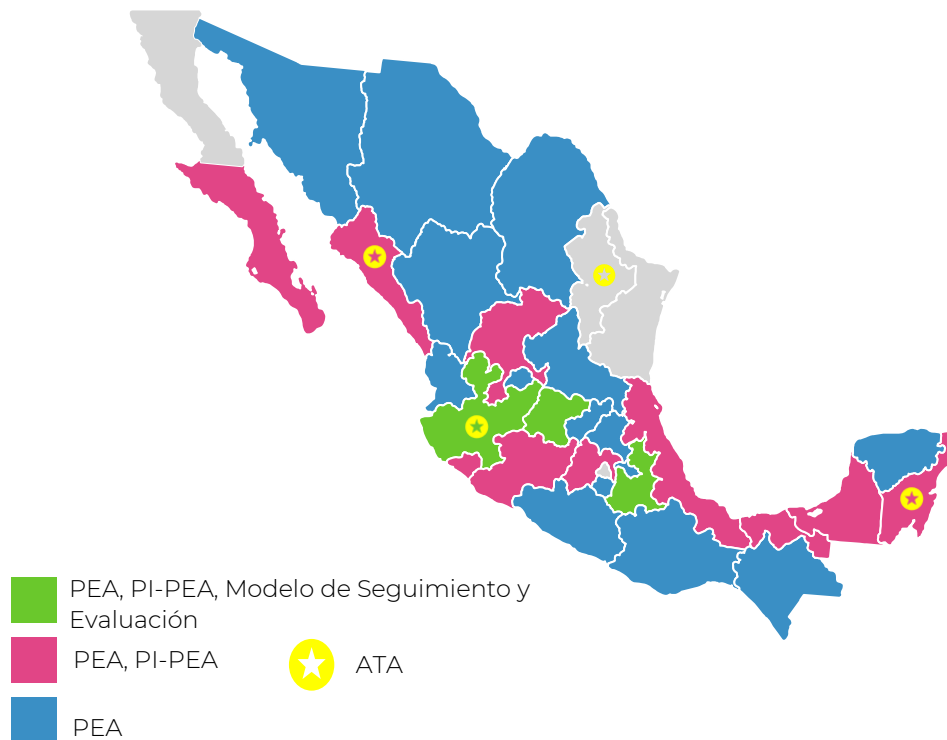 PEA, PI-PEA, Modelo de Seguimiento y
Evaluación
PEA, PI-PEA
ATA
PEA